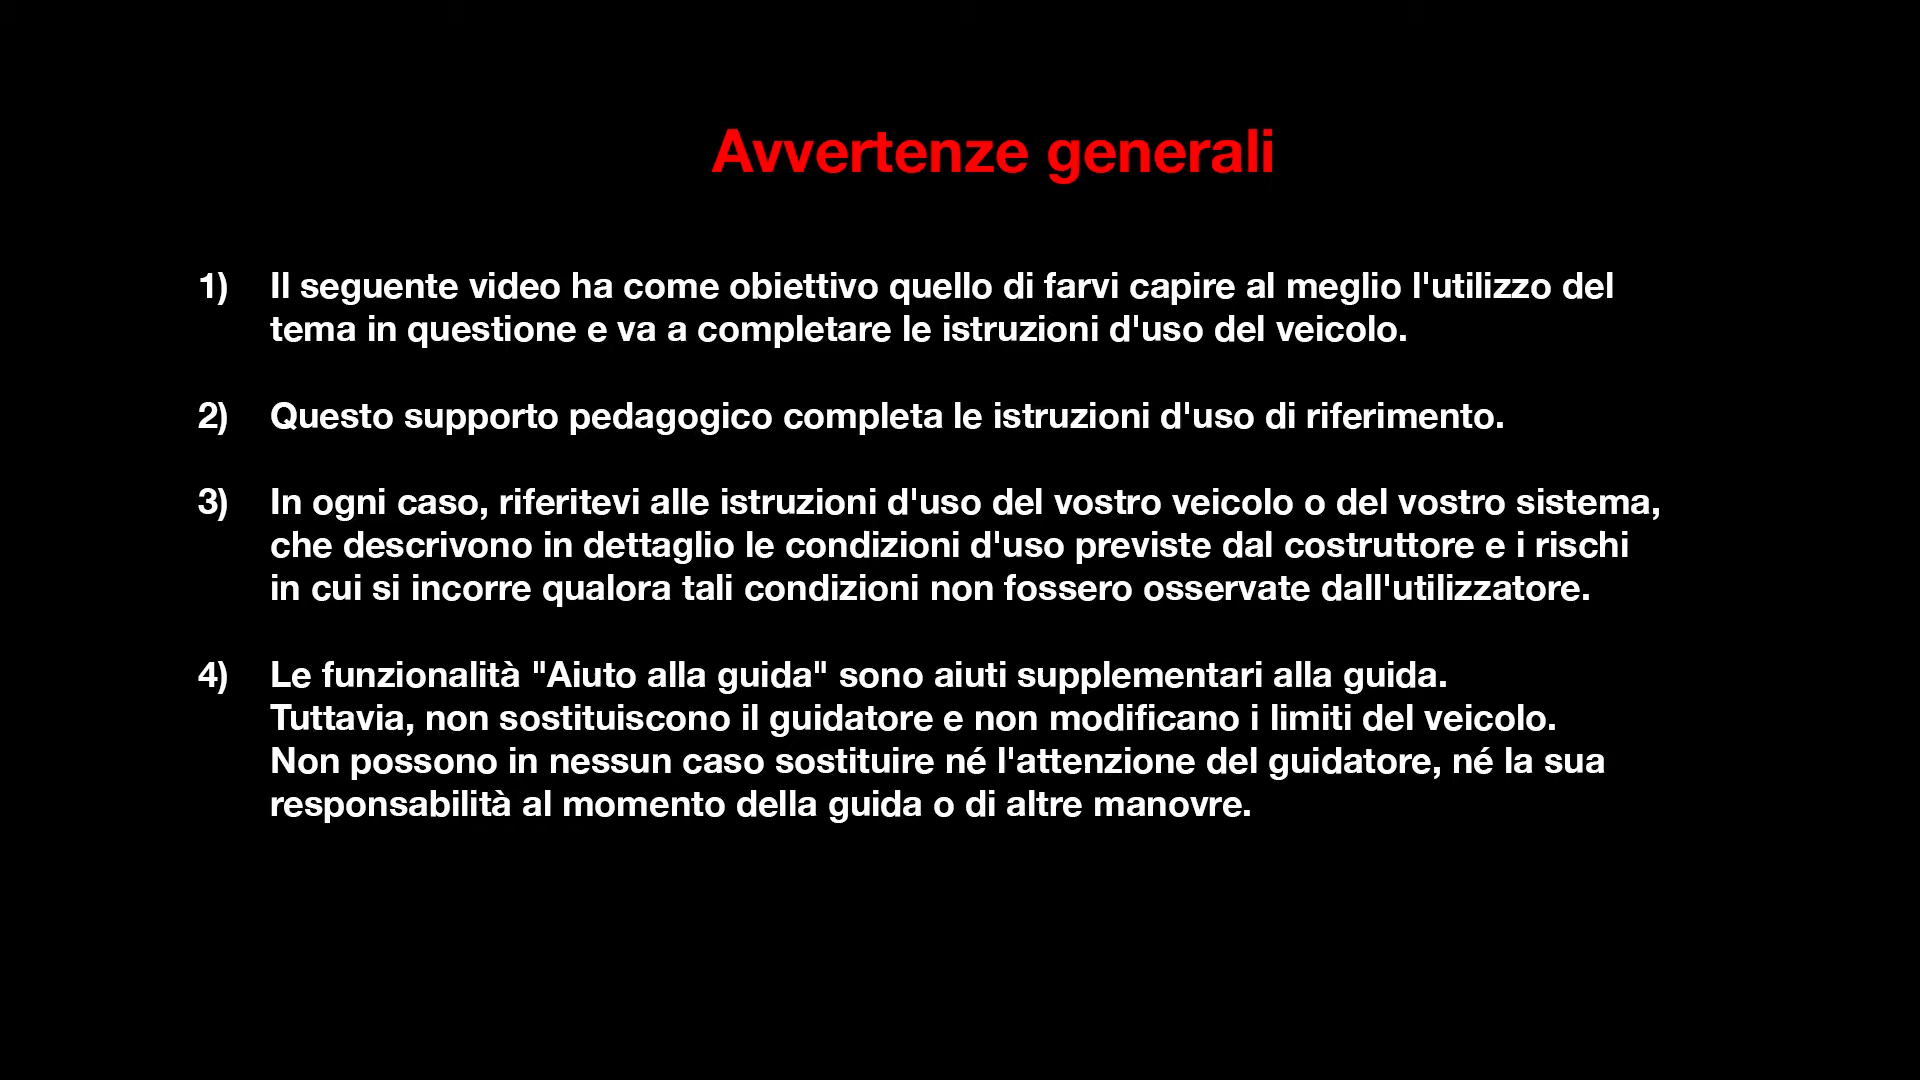 Avvertenze generali
1) Il seguente video ha come obiettivo quello di farvi capire al meglio l'utilizzo del
tema in questione e va a completare le istruzioni d'uso del veicolo.
2) Questo supporto pedagogico completa le istruzioni d'uso di riferimento.
3) In ogni caso, riferitevi alle istruzioni d'uso del vostro veicolo o del vostro sistema,
che descrivono in dettaglio le condizioni d'uso previste dal costruttore e i rischi
in cui si incorre qualora tali condizioni non fossero osservate dall'utilizzatore.
4) Le funzionalità "Aiuto alla guida" sono aiuti supplementari alla guida.
Tuttavia, non sostituiscono il guidatore e non modificano i limiti del veicolo.
Non possono in nessun caso sostituire né l'attenzione del guidatore, né la sua
responsabilità al momento della guida o di altre manovre.